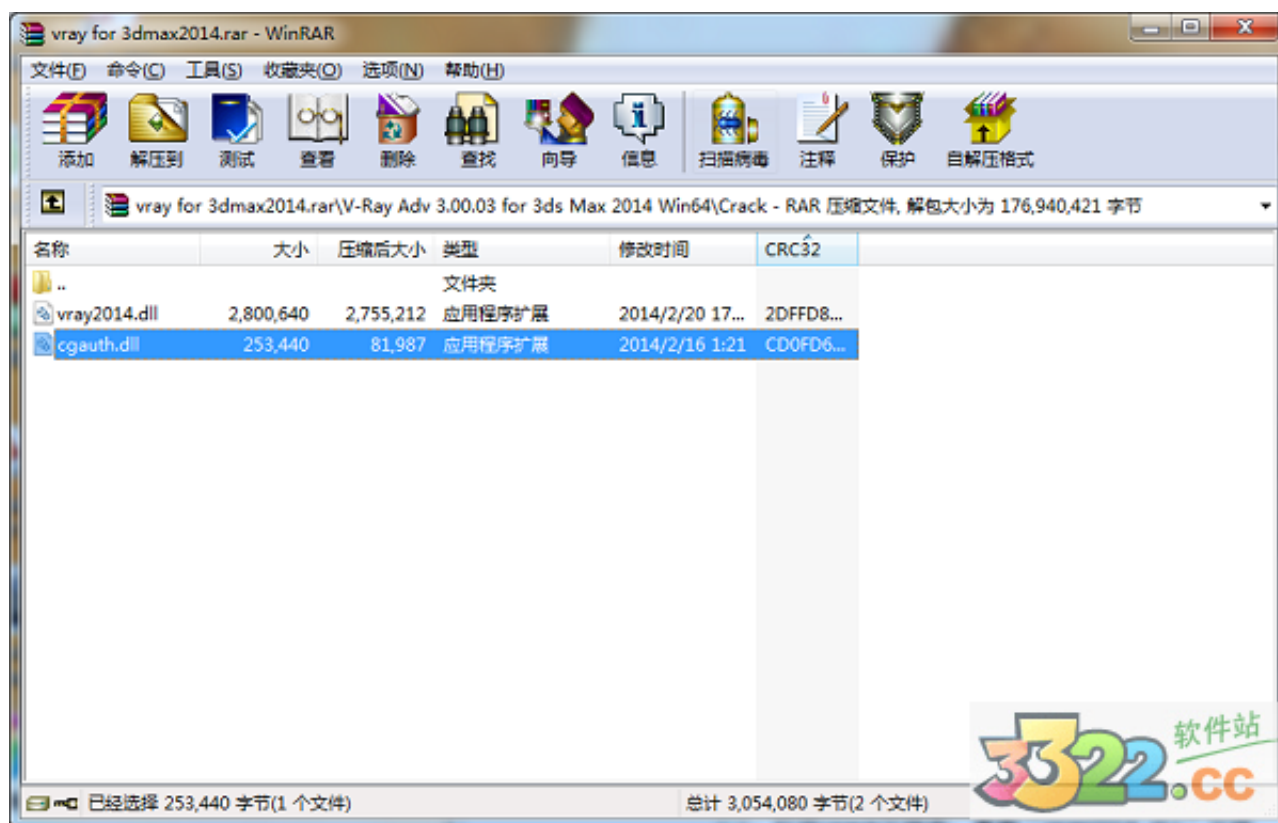 vray for 3dmax2014.rar - WinRAR
文件(F) 命令(C) 工具(S) 收藏夹(O) 选项(N) 帮助(H)
添加 解压到 测试 查看 删除 查找 向导 信息 扫描病毒 注释 保护 自解压格式
vray for 3dmax2014.rar\V-Ray Adv 3.00.03 for 3ds Max 2014 Win64\Crack - RAR 压缩文件, 解包大小为 176,940,421 字节
名称 大小 压缩后大小 类型 修改时间 CRC32
.. 文件夹
vray2014.dll 2,800,640 2,755,212 应用程序扩展 2014/2/20 17... 2DFFD8...
cgauth.dll 253,440 81,987 应用程序扩展 2014/2/16 1:21 CD0FD6...
3322 软件站
.cc
已经选择 253,440 字节(1 个文件) 总计 3,054,080 字节(2 个文件)